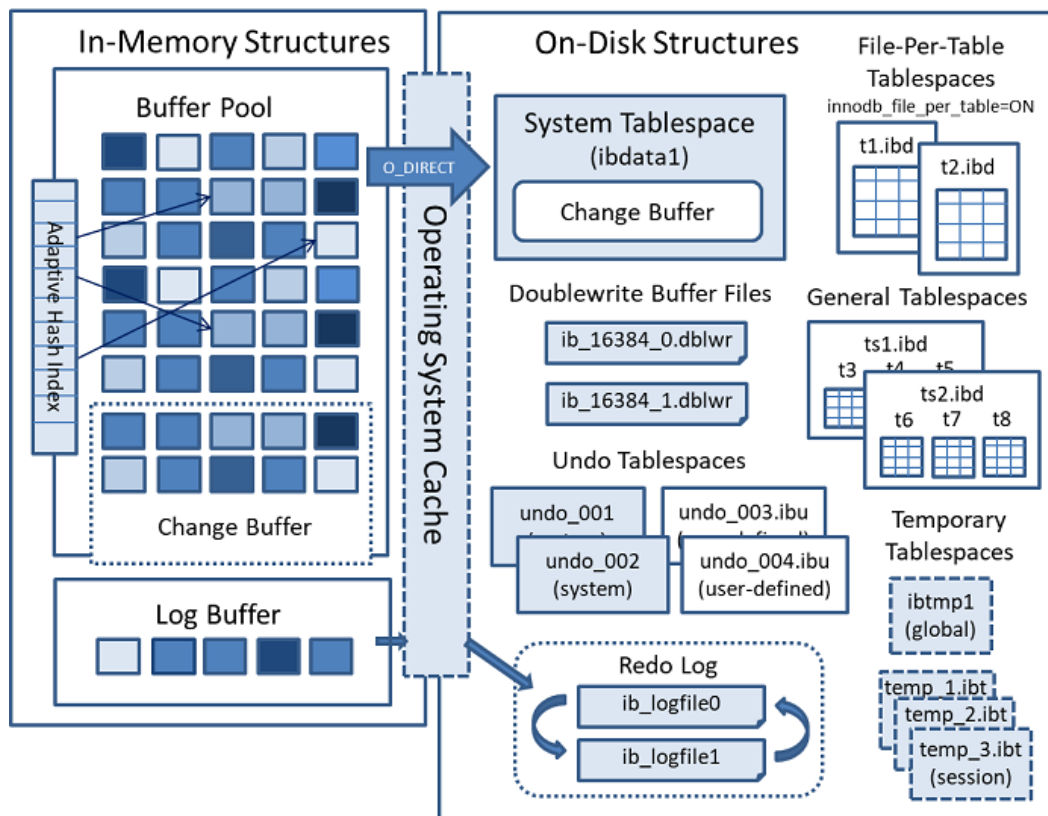 In-Memory Structures
Buffer Pool
Adaptive Hash Index
Change Buffer
Log Buffer
Operating System Cache
O_DIRECT
On-Disk Structures
System Tablespace
(ibdata1)
Change Buffer
Doublewrite Buffer Files
ib_16384_0.dblwr
ib_16384_1.dblwr
Undo Tablespaces
undo_001
undo_002
(system)
undo_003.ibu
undo_004.ibu
(user-defined)
Redo Log
ib_logfile0
ib_logfile1
File-Per-Table
Tablespaces
innodb_file_per_table=ON
t1.ibd
t2.ibd
General Tablespaces
ts1.ibd
t3 t4 t5
ts2.ibd
t6 t7 t8
Temporary
Tablespaces
ibtmp1
(global)
temp_1.ibt
temp_2.ibt
temp_3.ibt
(session)